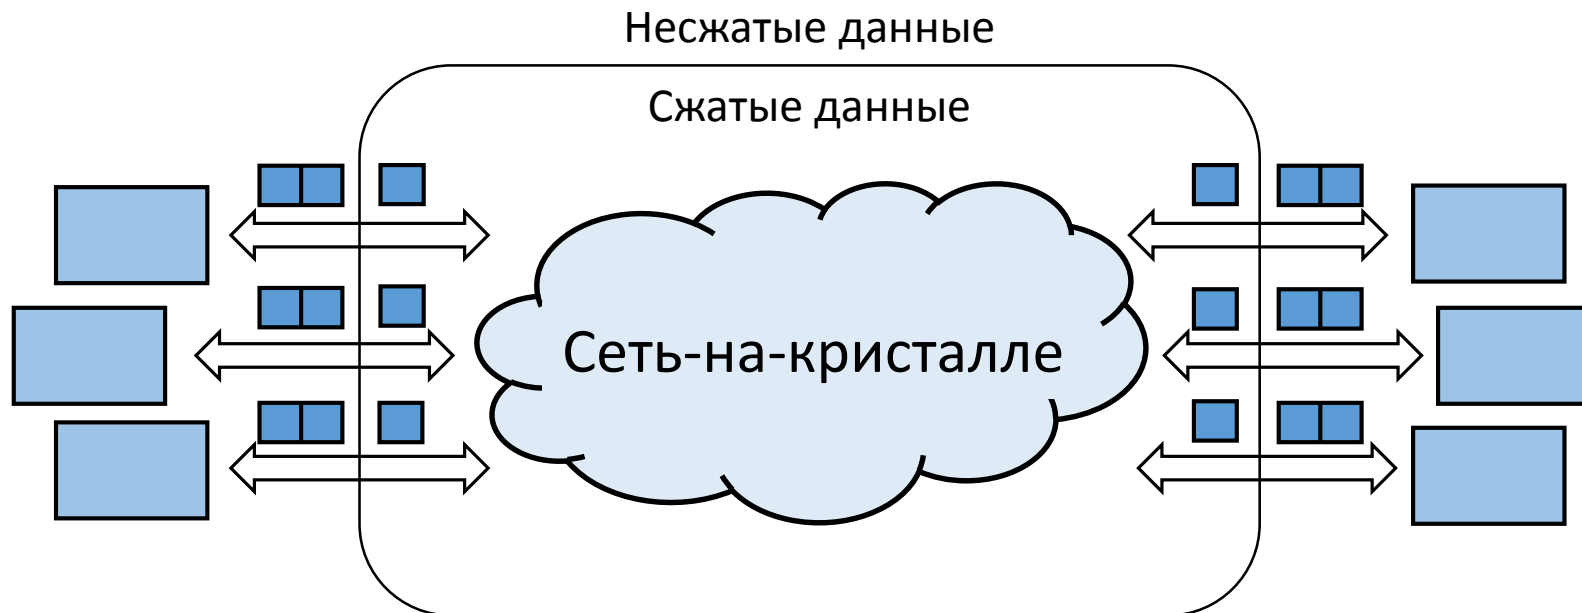 Несжатые данные
Сжатые данные
Сеть-на-кристалле